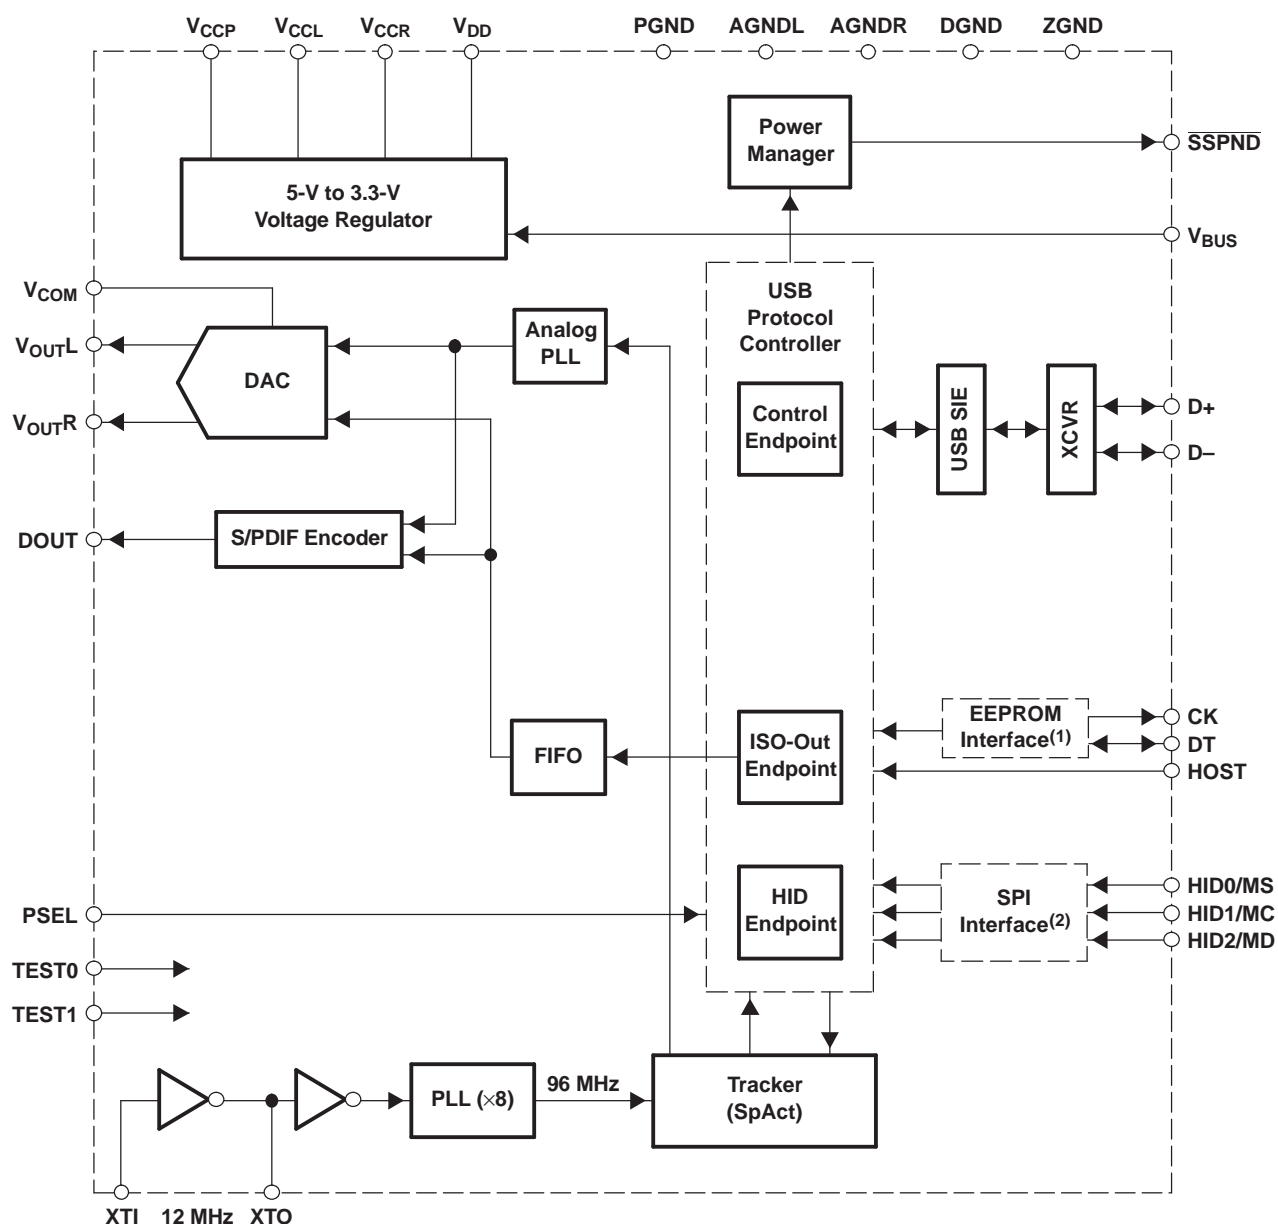 VCCP VCCL VCCR VDD PGND AGNDL AGNDR DGND ZGND
Power
Manager
SSPND
5-V to 3.3-V
Voltage Regulator
VBUS
VCOM
USB
Protocol
Controller
VOUTL
Analog
PLL
DAC
VOUTR
Control
Endpoint
USB SIE
XCVR
D+
D–
DOUT
S/PDIF Encoder
FIFO
ISO-Out
Endpoint
EEPROM
Interface(1)
CK
DT
HOST
PSEL
HID
Endpoint
SPI
Interface(2)
HID0/MS
HID1/MC
HID2/MD
TEST0
TEST1
PLL (×8)
96 MHz
Tracker
(SpAct)
XTI 12 MHz XTO